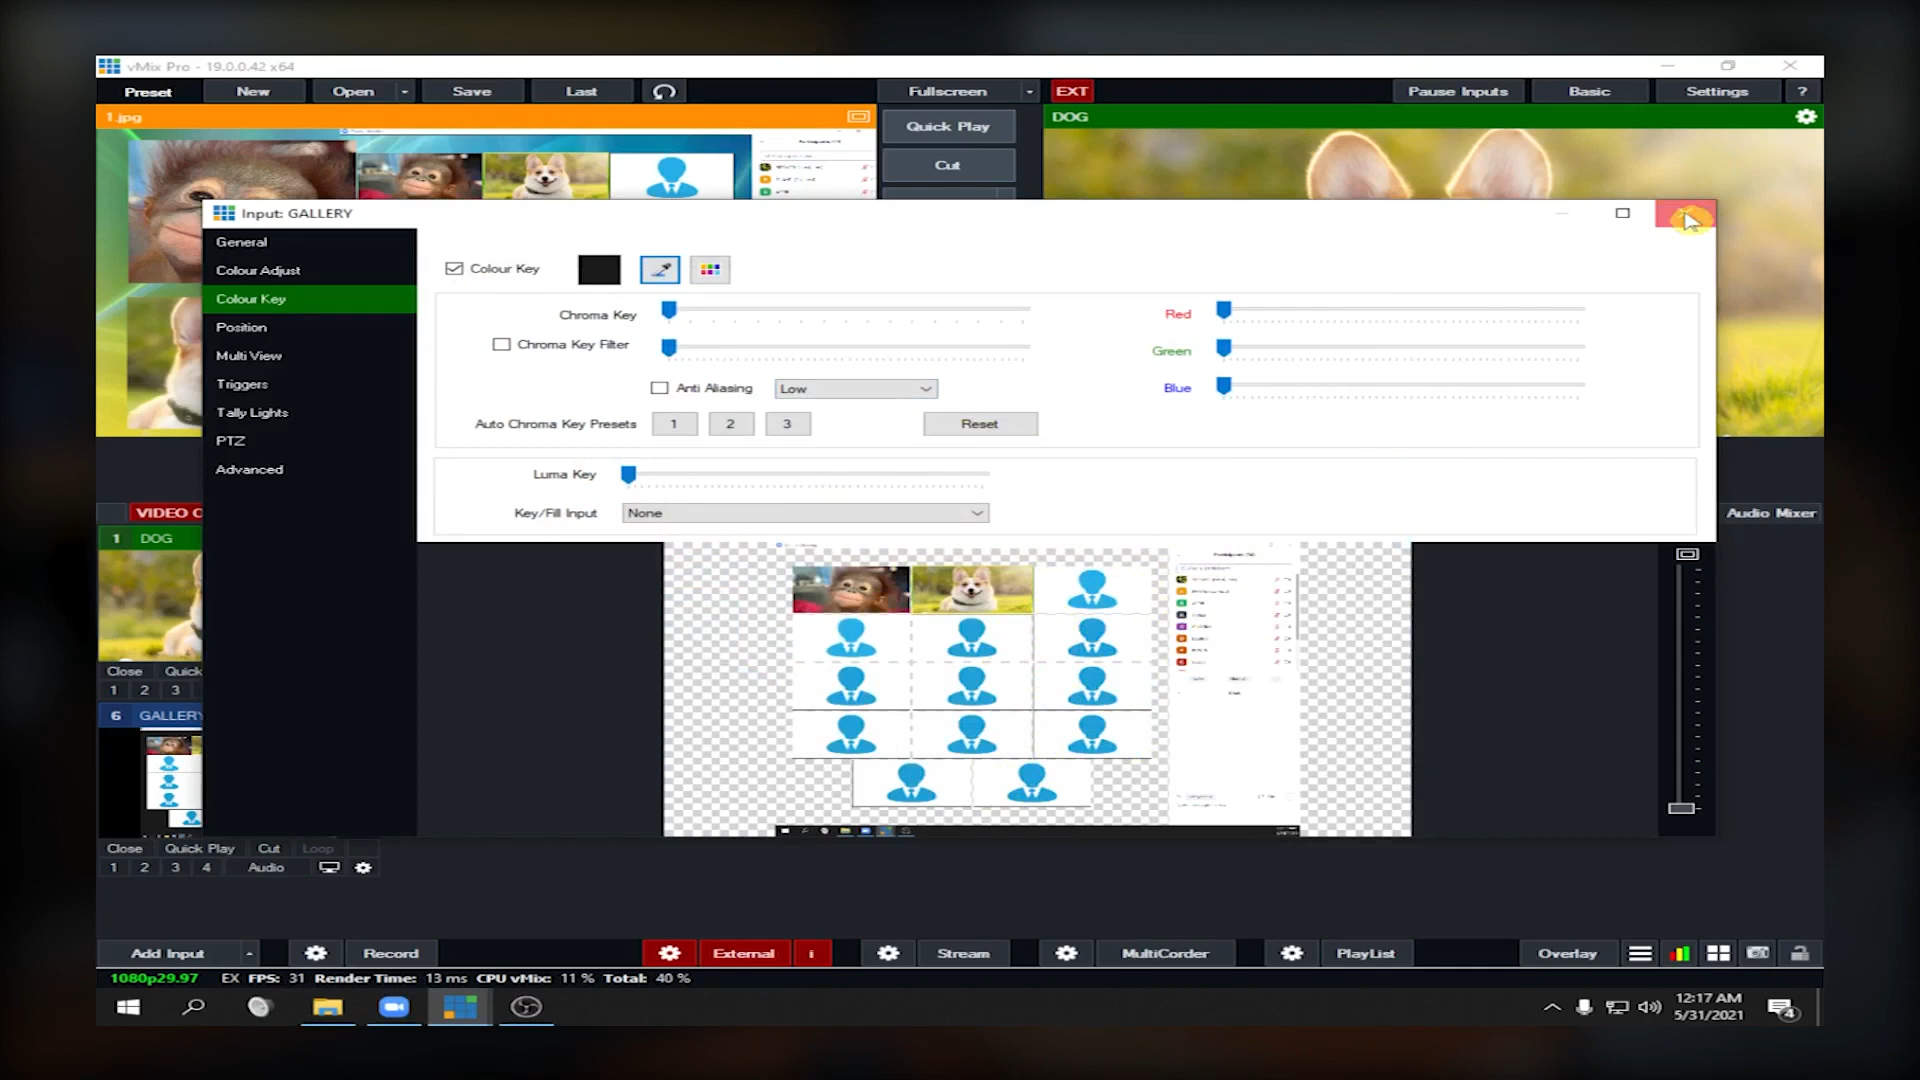 vMix Pro - 19.0.0.42 x64
Preset New Open Save Last Fullscreen EXT Pause Inputs Basic Settings ?
1.jpg
Quick Play
DOG
Cut
Input: GALLERY
General
Colour Adjust
Colour Key
Position
Multi View
Triggers
Tally Lights
PTZ
Advanced
Colour Key
Chroma Key
Chroma Key Filter
Anti Aliasing Low
Auto Chroma Key Presets 1 2 3 Reset
Red
Green
Blue
Luma Key
Key/Fill Input None
VIDEO C
Audio Mixer
1 DOG
Close Quick
1 2 3
6 GALLERY
Close Quick Play Cut Loop
1 2 3 4 Audio
Add Input Record External i Stream MultiCorder PlayList Overlay
1080p29.97 EX FPS: 31 Render Time: 13 ms CPU vMix: 11 % Total: 40 %
12:17 AM
5/31/2021
4